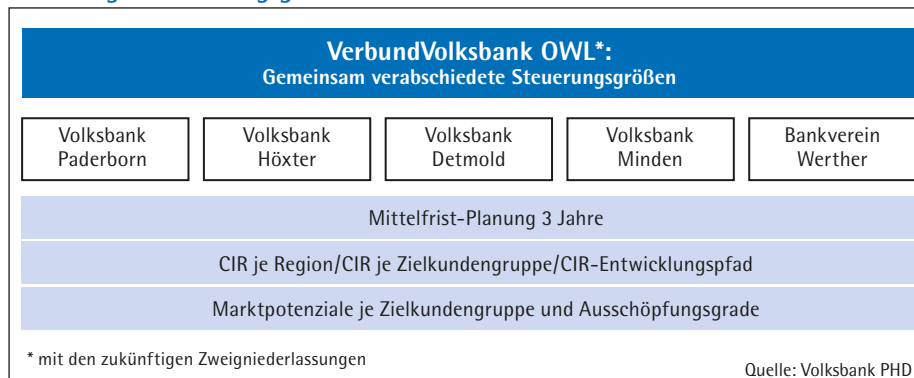 VerbundVolksbank OWL*:
Gemeinsam verabschiedete Steuerungsgrößen
Volksbank
Paderborn
Volksbank
Höxter
Volksbank
Detmold
Volksbank
Minden
Bankverein
Werther
Mittelfrist-Planung 3 Jahre
CIR je Region/CIR je Zielkundengruppe/CIR-Entwicklungspfad
Marktpotenziale je Zielkundengruppe und Ausschöpfungsgrade
* mit den zukünftigen Zweigniederlassungen
Quelle: Volksbank PHD